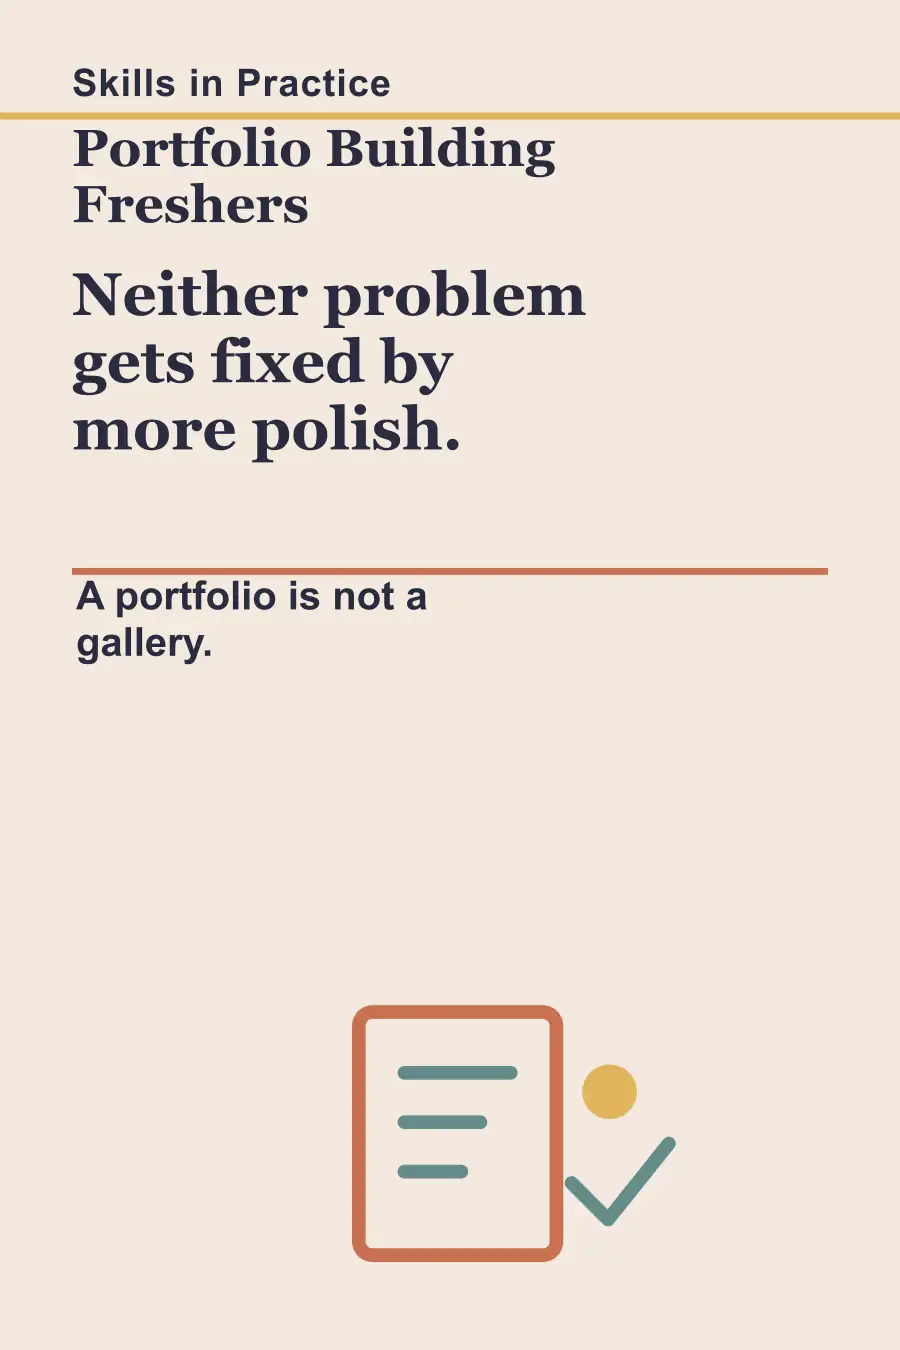 Skills in Practice
Portfolio Building
Freshers
Neither problem
gets fixed by
more polish.
A portfolio is not a
gallery.